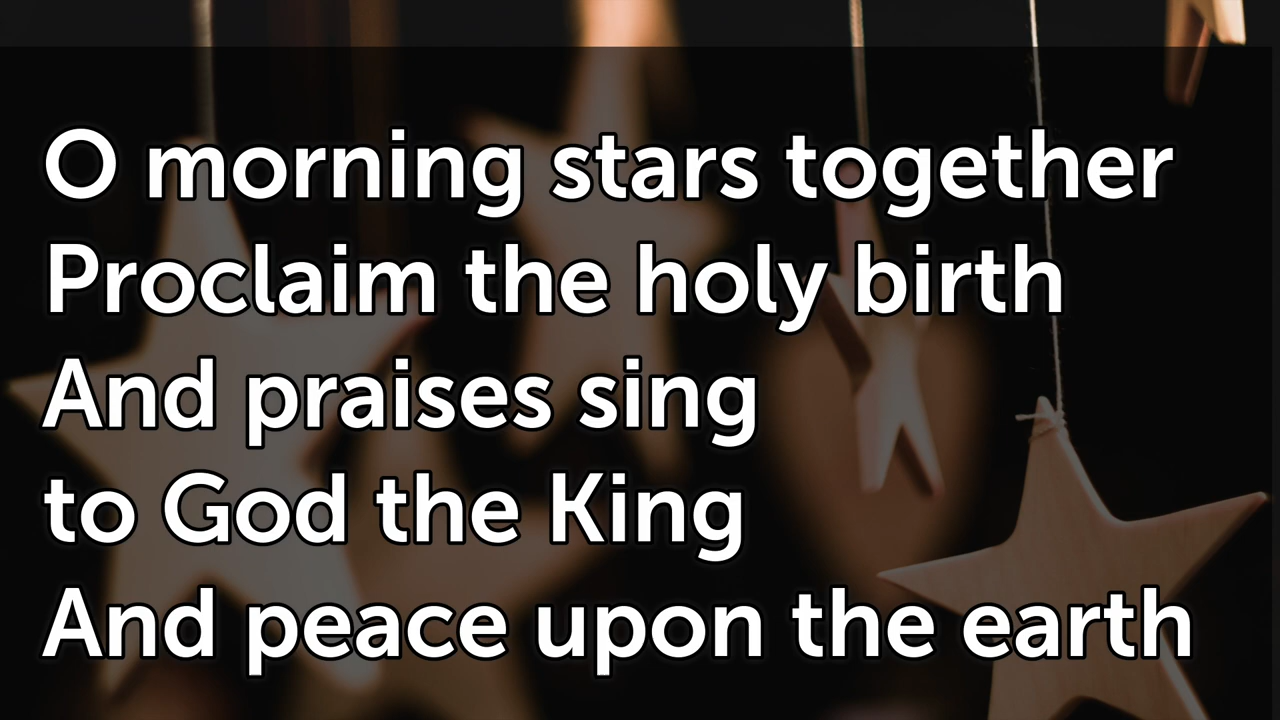 O morning stars together
Proclaim the holy birth
And praises sing
to God the King
And peace upon the earth